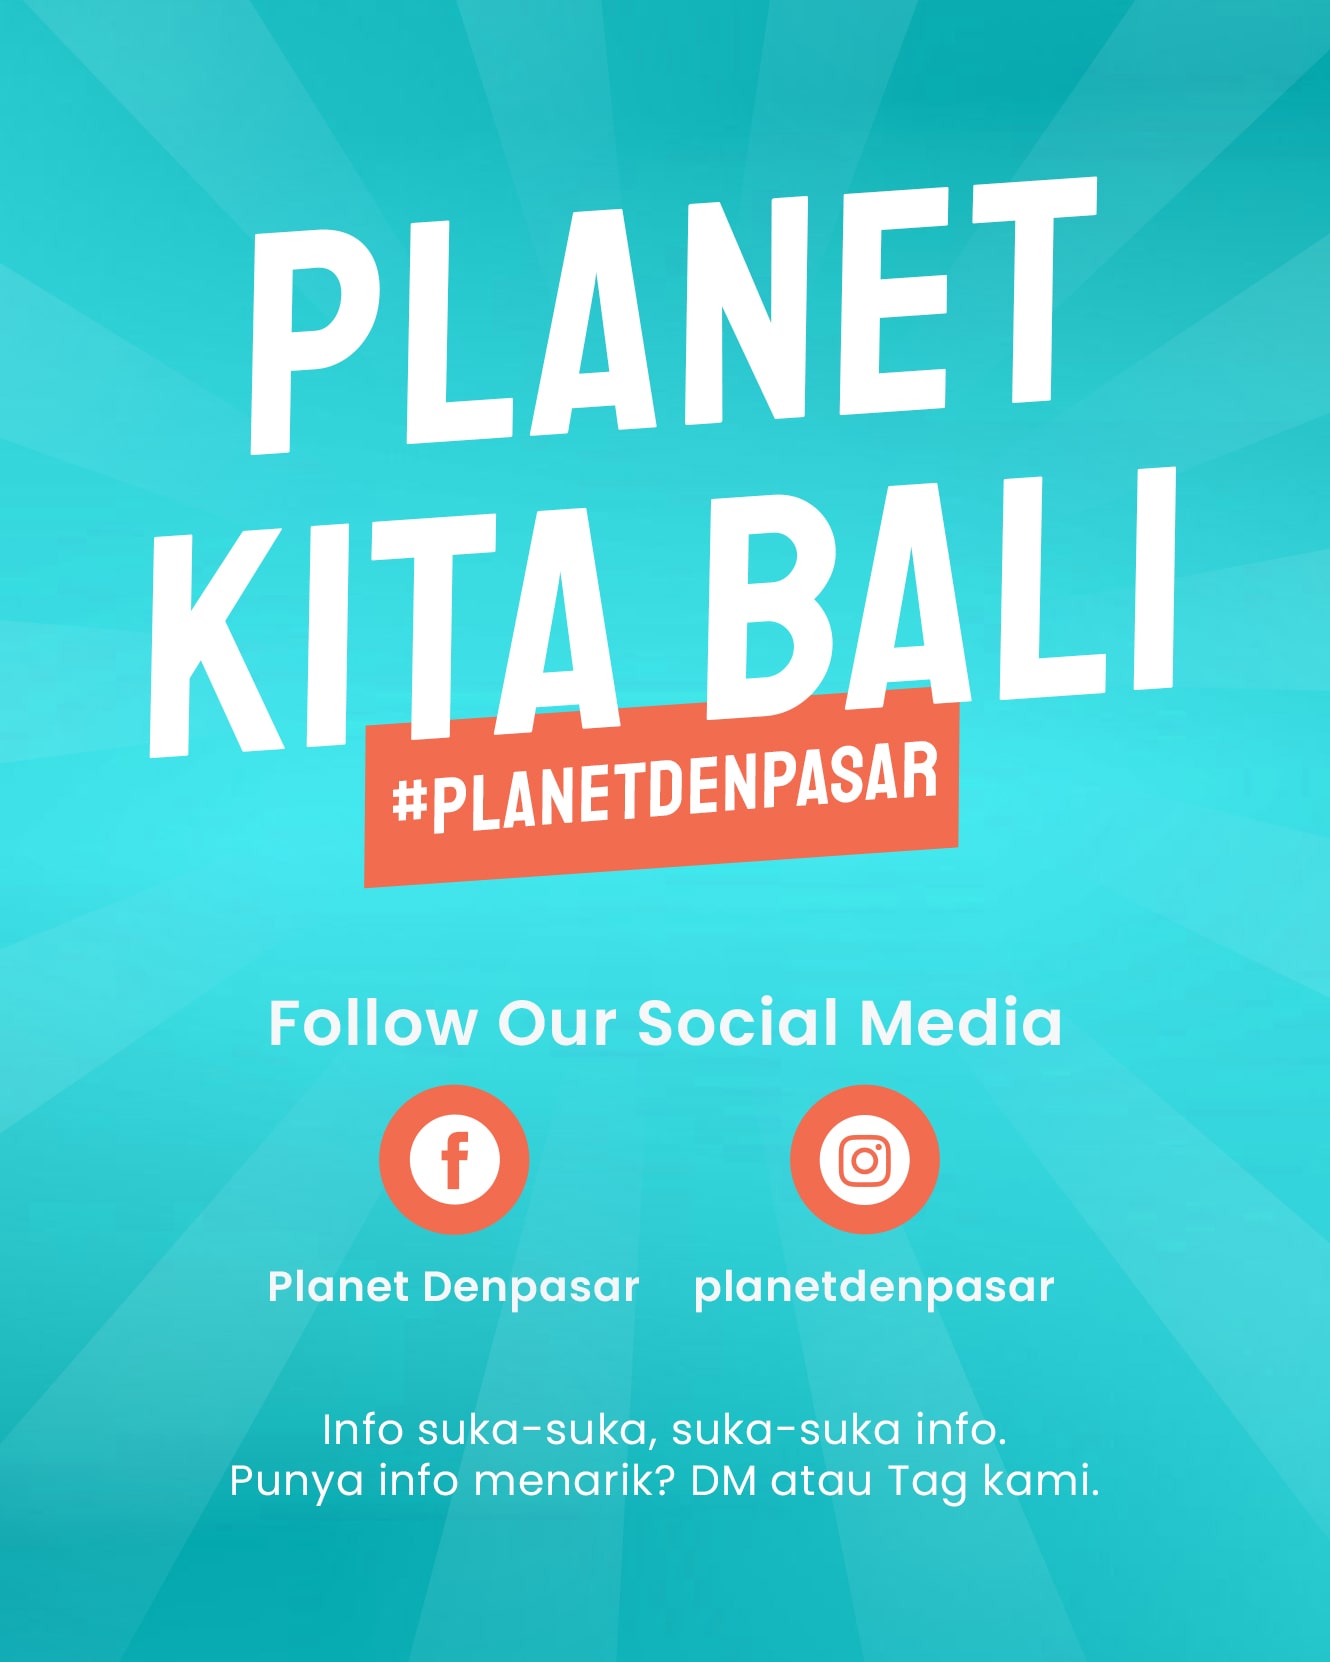 PLANET
KITA BALI
#PLANETDENPASAR
Follow Our Social Media
Planet Denpasar planetdenpasar
Info suka-suka, suka-suka info.
Punya info menarik? DM atau Tag kami.